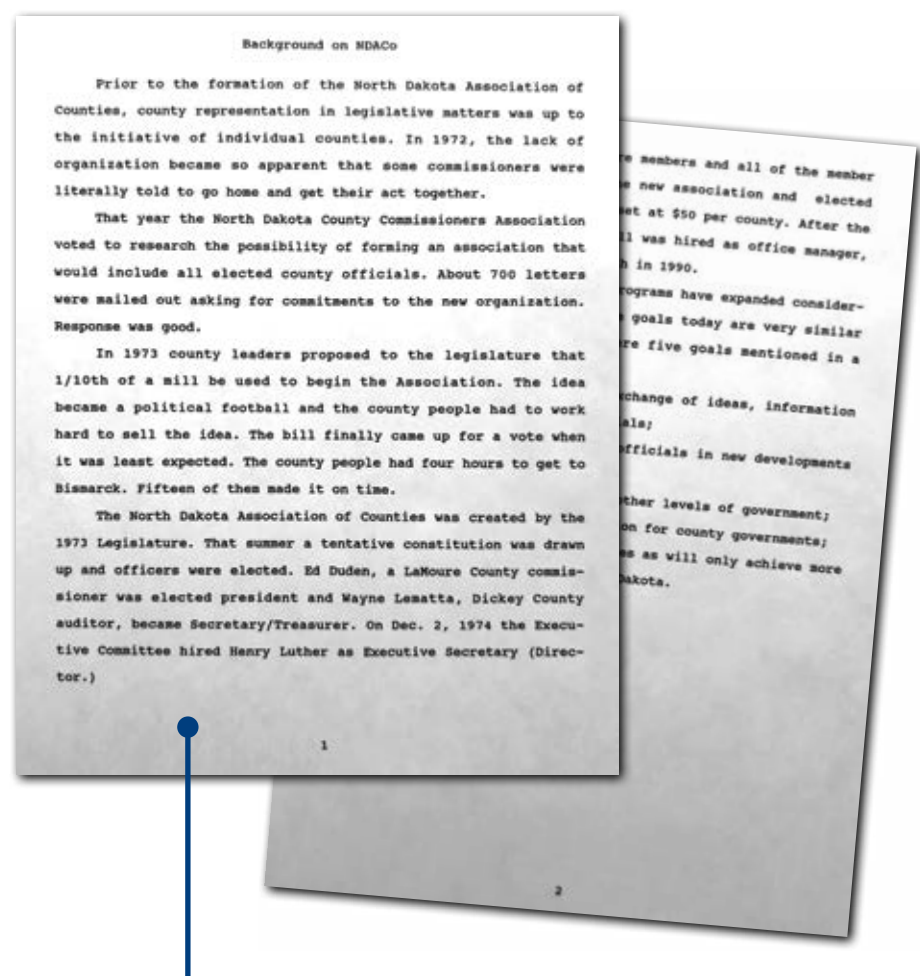 Background on NDACo
Prior to the formation of the North Dakota Association of
Counties, county representation in legislative matters was up to
the initiative of individual counties. In 1972, the lack of
organization became so apparent that some commissioners were
literally told to go home and get their act together.
That year the North Dakota County Commissioners Association
voted to research the possibility of forming an association that
would include all elected county officials. About 700 letters
were mailed out asking for commitments to the new organization.
Response was good.
In 1973 county leaders proposed to the legislature that
1/10th of a mill be used to begin the Association. The idea
became a political football and the county people had to work
hard to sell the idea. The bill finally came up for a vote when
it was least expected. The county people had four hours to get to
Bismarck. Fifteen of them made it on time.
The North Dakota Association of Counties was created by the
1973 Legislature. That summer a tentative constitution was drawn
up and officers were elected. Ed Duden, a LaMoure County commis-
sioner was elected president and Wayne Lematta, Dickey County
auditor, became Secretary/Treasurer. On Dec. 2, 1974 the Execu-
tive Committee hired Henry Luther as Executive Secretary (Direc-
tor.)
1
members and all of the member
new association and elected
set at $50 per county. After the
was hired as office manager,
in 1990.
programs have expanded consider-
goals today are very similar
are five goals mentioned in a
exchange of ideas, information
officials in new developments
other levels of government;
for county governments;
as will only achieve more
Dakota.
2